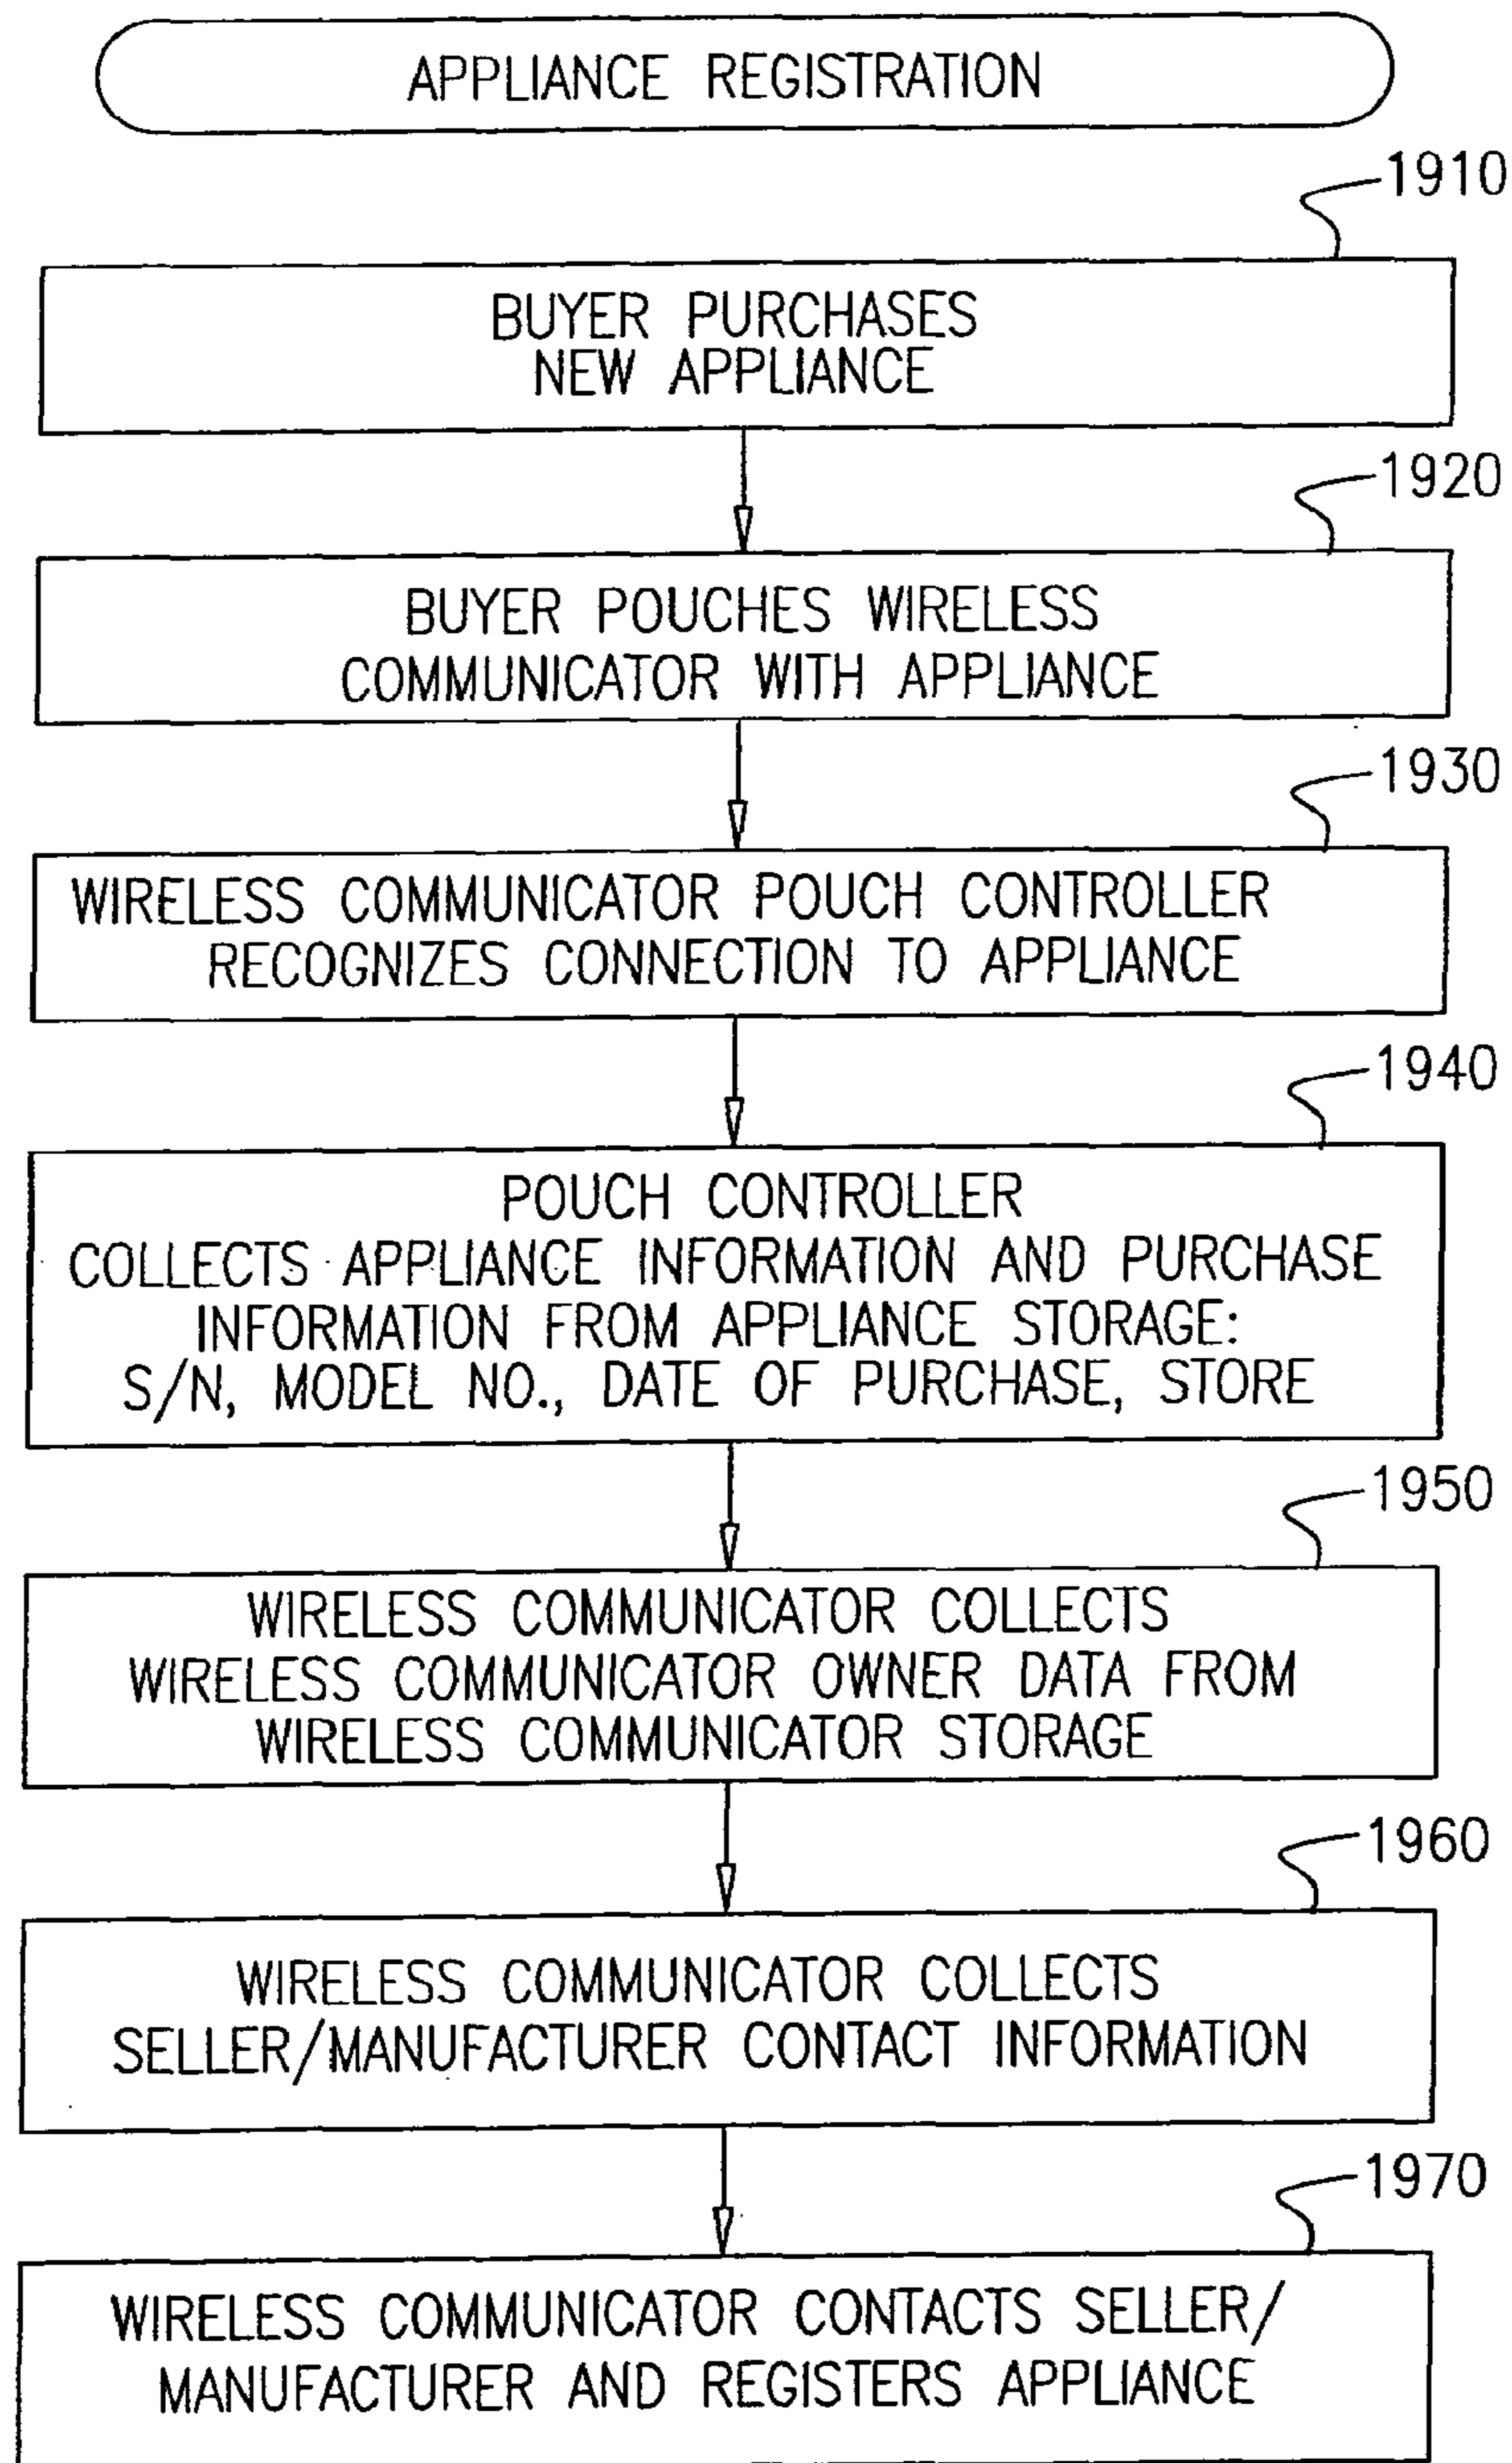 APPLIANCE REGISTRATION
1910
BUYER PURCHASES
NEW APPLIANCE
1920
BUYER POUCHES WIRELESS
COMMUNICATOR WITH APPLIANCE
1930
WIRELESS COMMUNICATOR POUCH CONTROLLER
RECOGNIZES CONNECTION TO APPLIANCE
1940
POUCH CONTROLLER
COLLECTS APPLIANCE INFORMATION AND PURCHASE
INFORMATION FROM APPLIANCE STORAGE:
S/N, MODEL NO., DATE OF PURCHASE, STORE
1950
WIRELESS COMMUNICATOR COLLECTS
WIRELESS COMMUNICATOR OWNER DATA FROM
WIRELESS COMMUNICATOR STORAGE
1960
WIRELESS COMMUNICATOR COLLECTS
SELLER/MANUFACTURER CONTACT INFORMATION
1970
WIRELESS COMMUNICATOR CONTACTS SELLER/
MANUFACTURER AND REGISTERS APPLIANCE